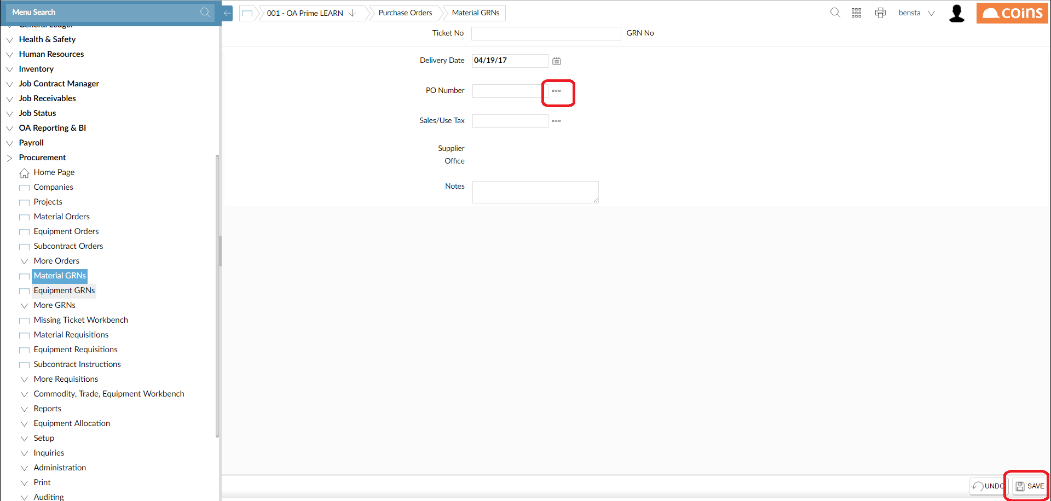 Menu Search
001 - OA Prime LEARN
Purchase Orders
Material GRNs
bensta
coins
General Ledger
Health & Safety
Human Resources
Inventory
Job Contract Manager
Job Receivables
Job Status
OA Reporting & BI
Payroll
Procurement
Home Page
Companies
Projects
Material Orders
Equipment Orders
Subcontract Orders
More Orders
Material GRNs
Equipment GRNs
More GRNs
Missing Ticket Workbench
Material Requisitions
Equipment Requisitions
Subcontract Instructions
More Requisitions
Commodity, Trade, Equipment Workbench
Reports
Equipment Allocation
Setup
Inquiries
Administration
Print
Auditing
Ticket No
GRN No
Delivery Date 04/19/17
PO Number
Sales/Use Tax
Supplier
Office
Notes
UNDO
SAVE